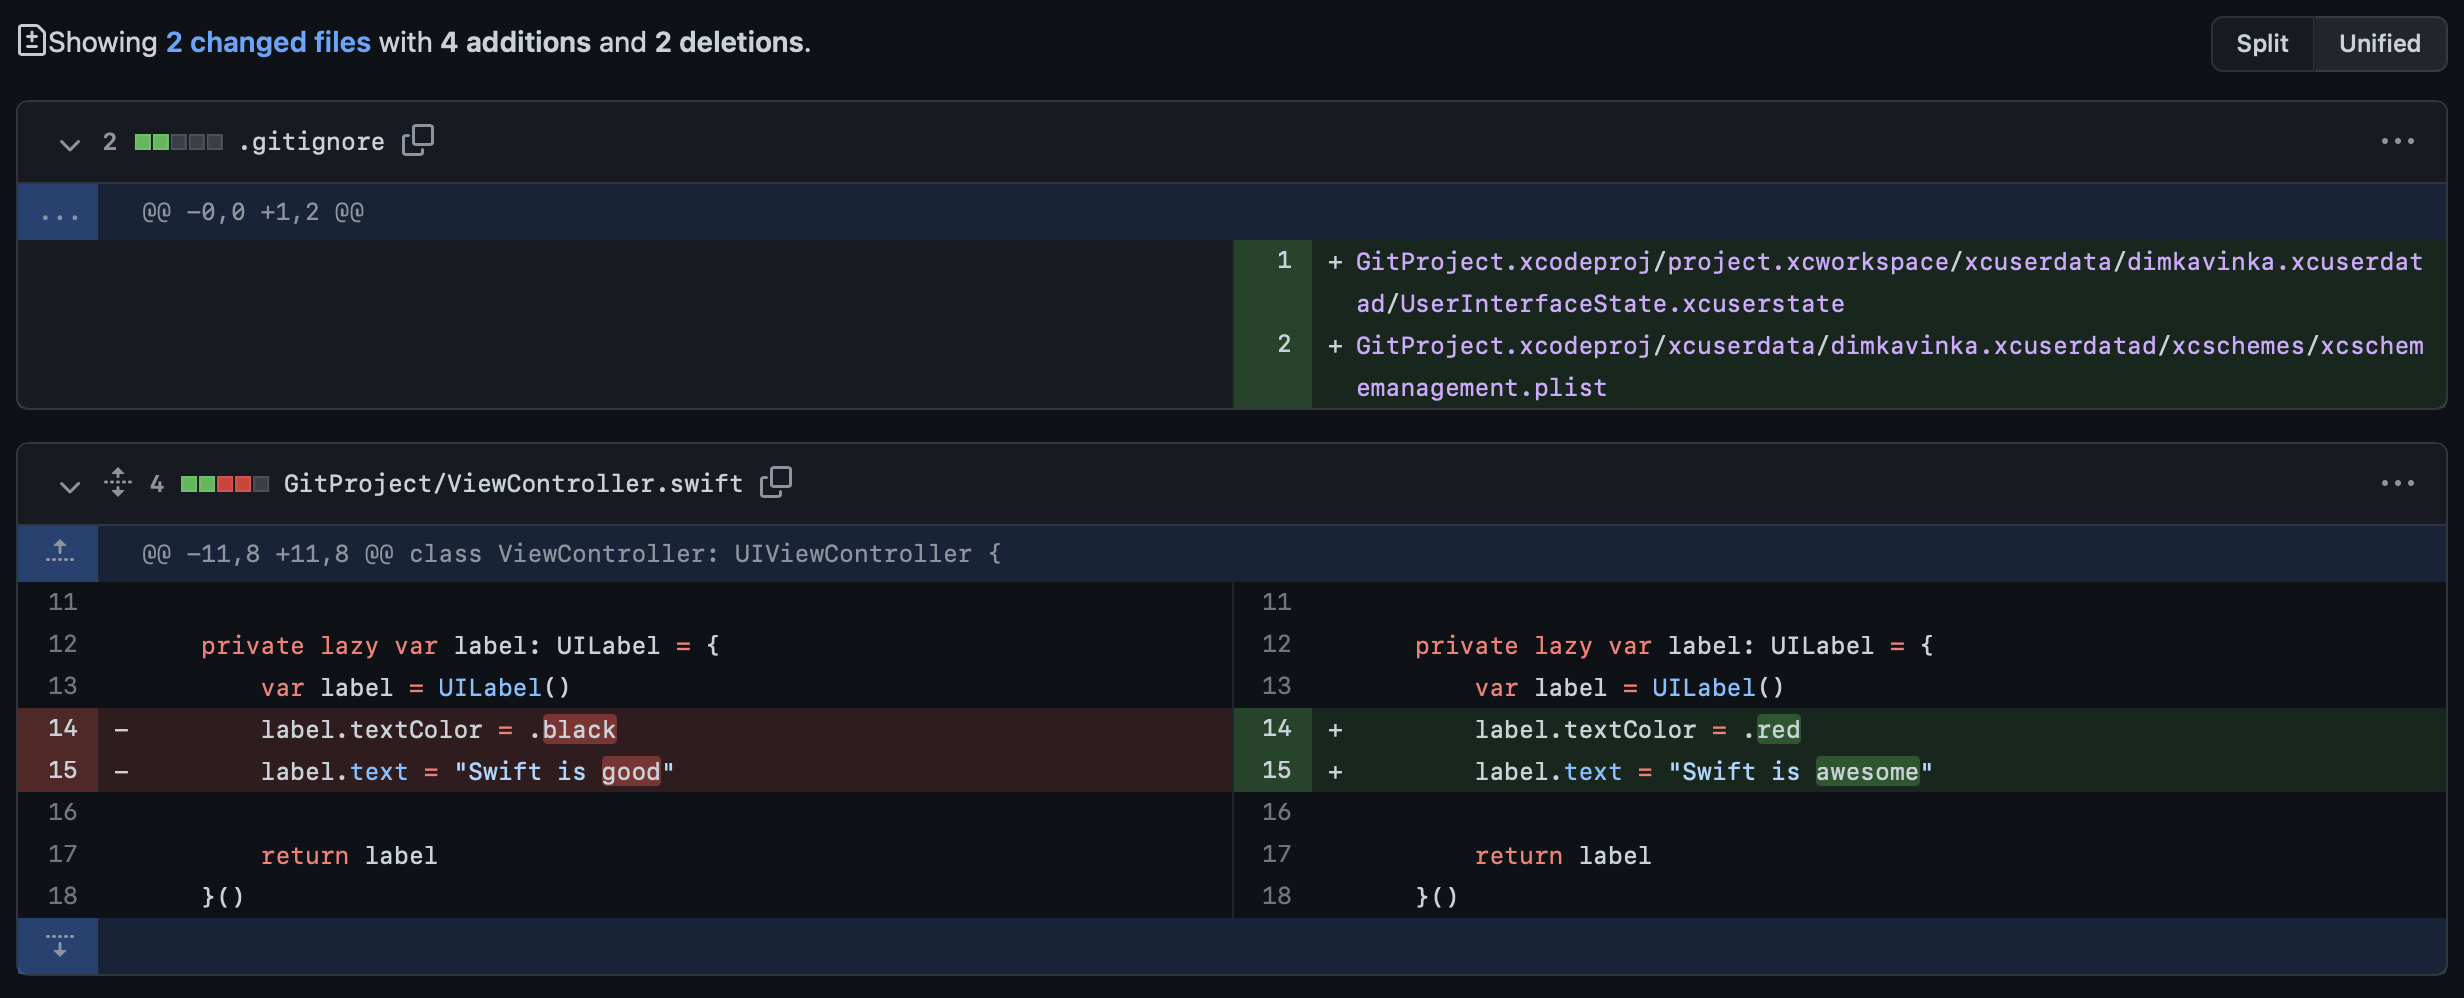 Showing 2 changed files with 4 additions and 2 deletions.
Split Unified
2 .gitignore
...
... @@ -0,0 +1,2 @@
1 + GitProject.xcodeproj/project.xcworkspace/xcuserdata/dimkavinka.xcuserdat
ad/UserInterfaceState.xcuserstate
2 + GitProject.xcodeproj/xcuserdata/dimkavinka.xcuserdatad/xcschemes/xcschem
emanagement.plist
4 GitProject/ViewController.swift
...
@@ -11,8 +11,8 @@ class ViewController: UIViewController {
11
12 private lazy var label: UILabel = {
13 var label = UILabel()
14 - label.textColor = .black
15 - label.text = "Swift is good"
16
17 return label
18 }()
11
12 private lazy var label: UILabel = {
13 var label = UILabel()
14 + label.textColor = .red
15 + label.text = "Swift is awesome"
16
17 return label
18 }()